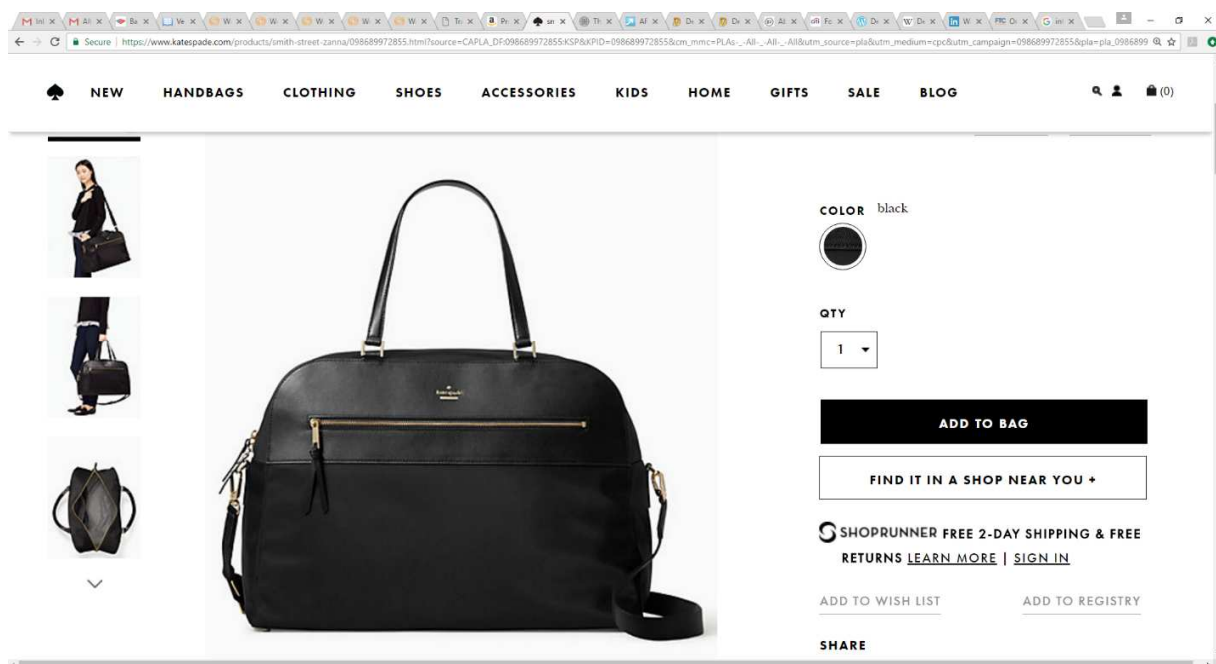 Secure https://www.katespade.com/products/smith-street-zanna/098689972855.html?source=CAPLA_DF:098689972855:KSP&KPID=098689972855&cm_mmc=PLAs-_-All-_-All-_-All&utm_source=pla&utm_medium=cpc&utm_campaign=098689972855&pla=pla_0986899
NEW HANDBAGS CLOTHING SHOES ACCESSORIES KIDS HOME GIFTS SALE BLOG (0)
COLOR black
QTY
1
ADD TO BAG
FIND IT IN A SHOP NEAR YOU +
SHOPRUNNER FREE 2-DAY SHIPPING & FREE
RETURNS LEARN MORE | SIGN IN
ADD TO WISH LIST ADD TO REGISTRY
SHARE